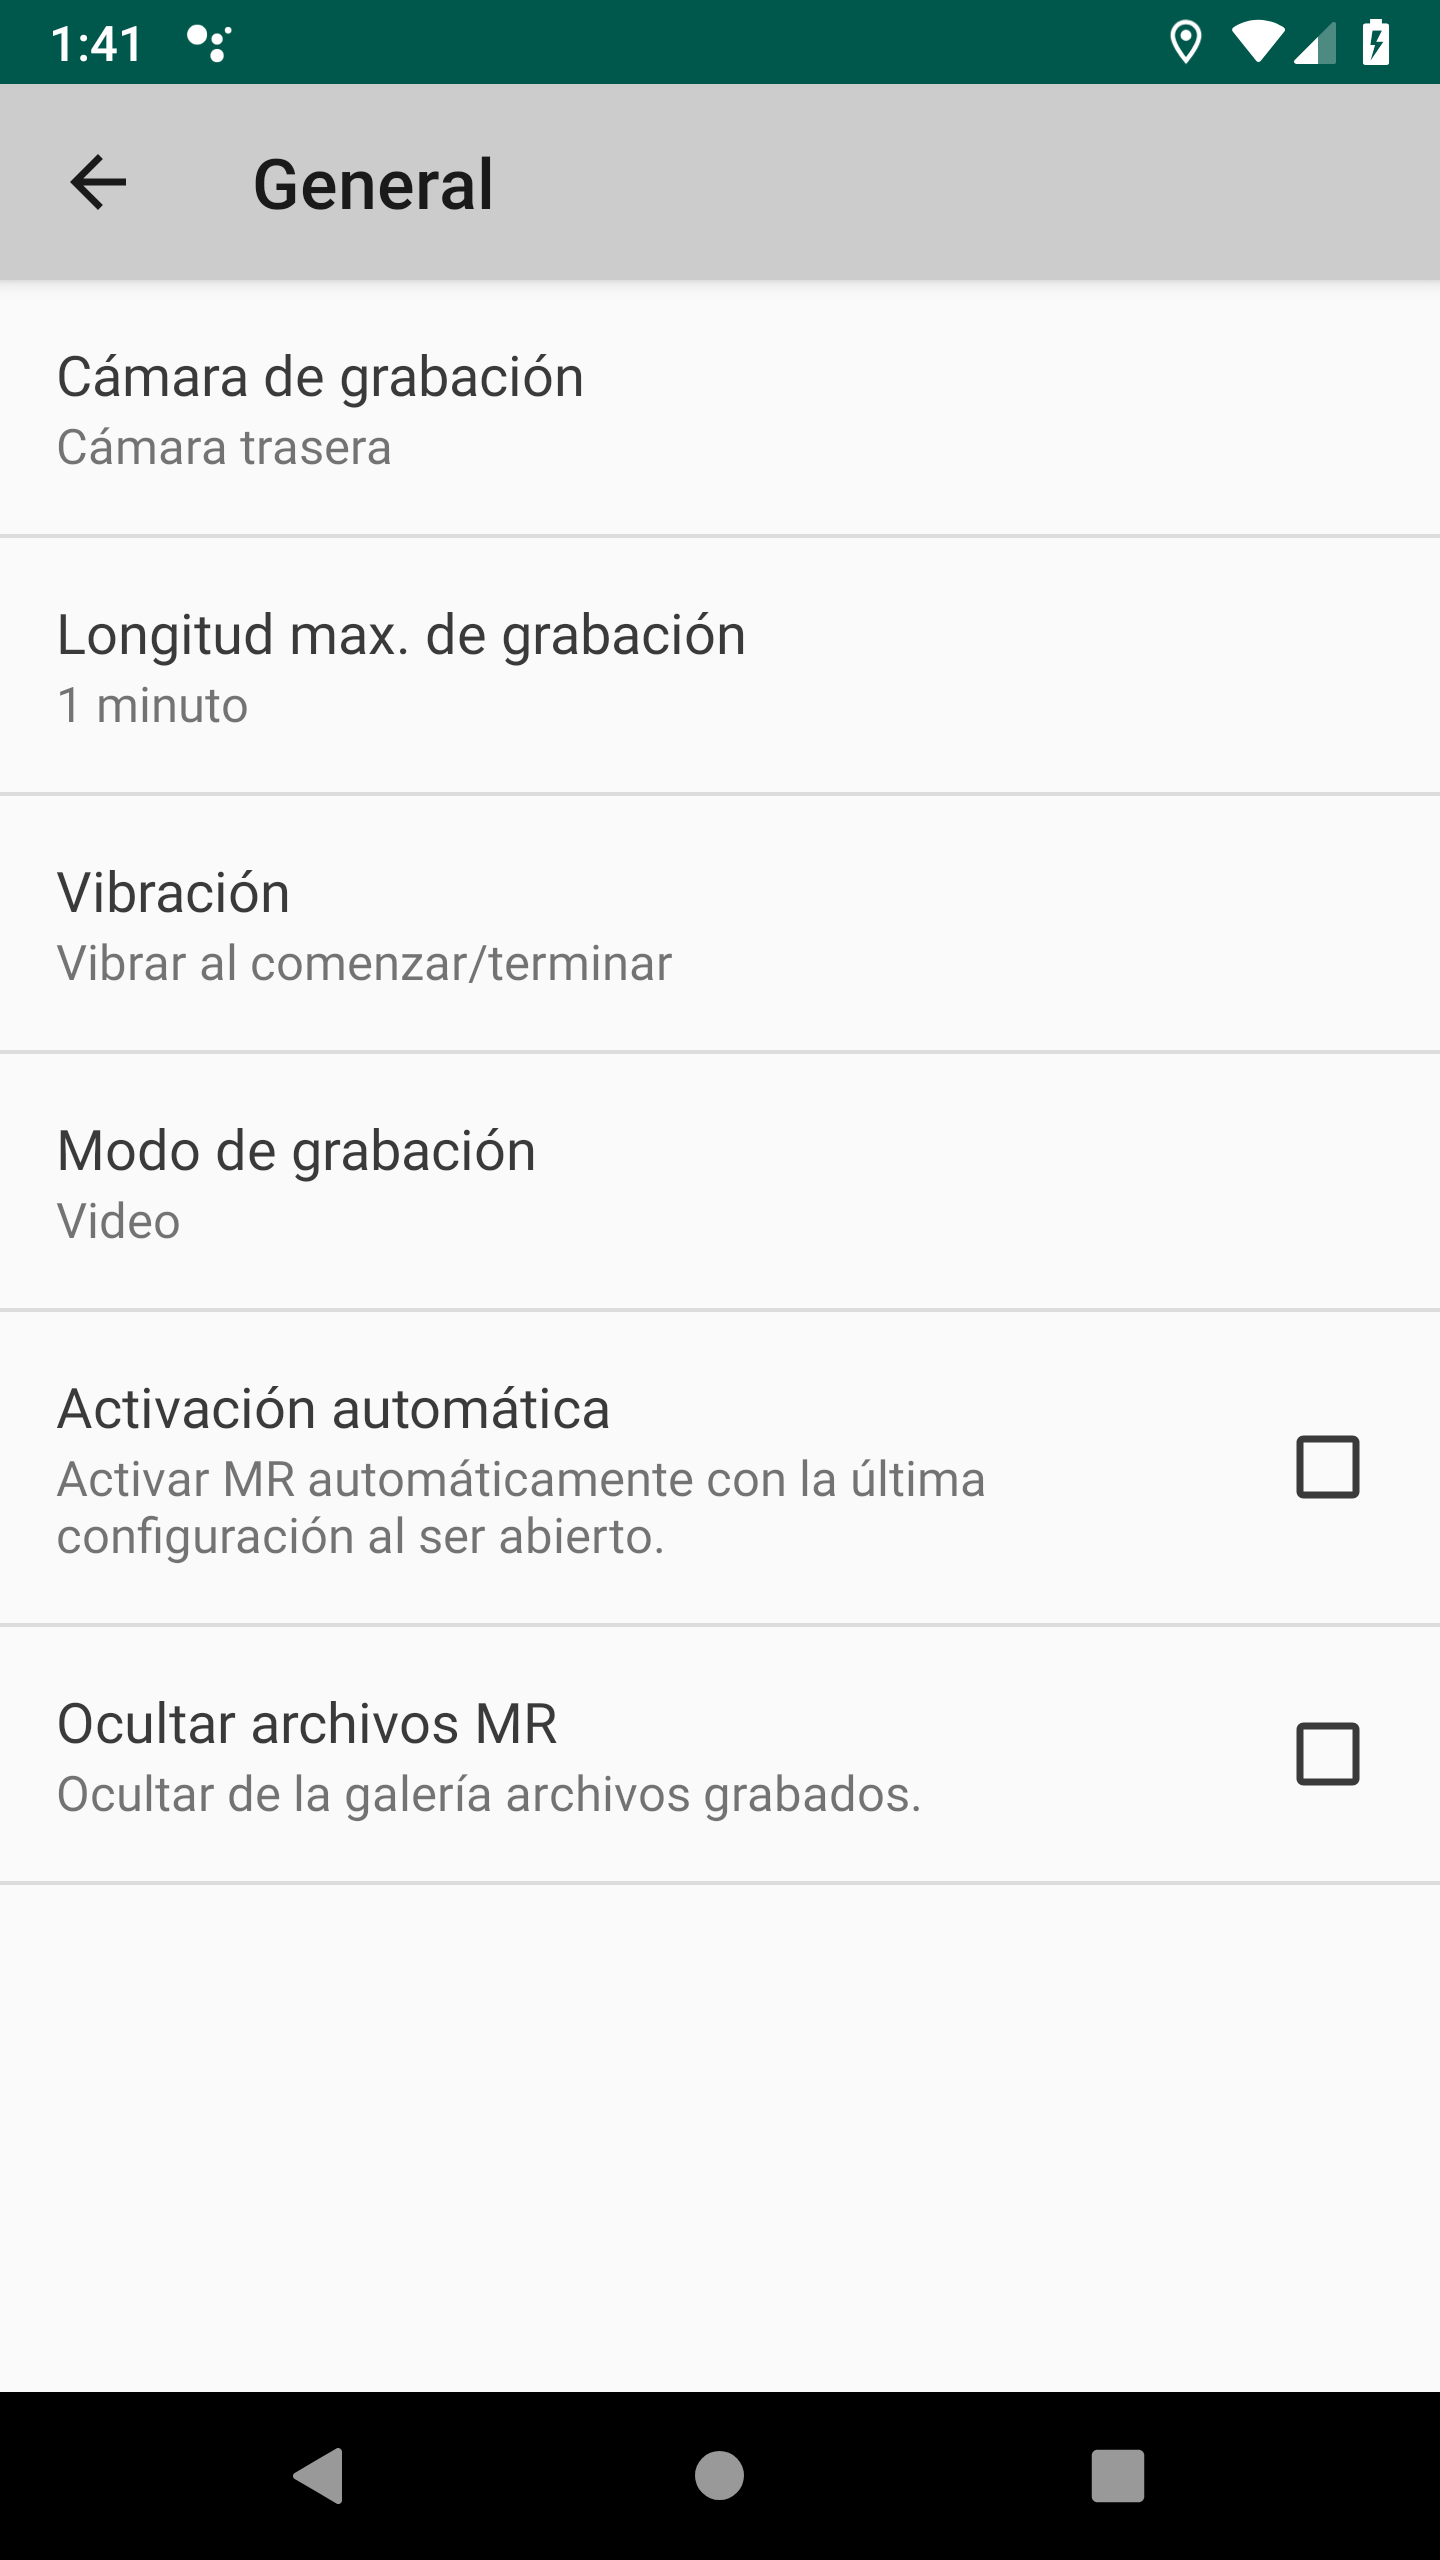 1:41
General
Cámara de grabación
Cámara trasera
Longitud max. de grabación
1 minuto
Vibración
Vibrar al comenzar/terminar
Modo de grabación
Video
Activación automática
Activar MR automáticamente con la última
configuración al ser abierto.
Ocultar archivos MR
Ocultar de la galería archivos grabados.